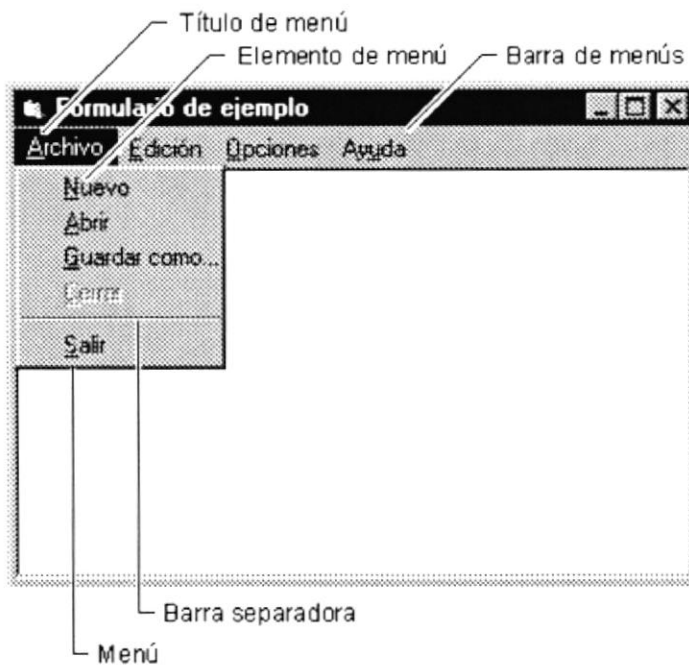 Título de menú
Elemento de menú
Barra de menús
Formulario de ejemplo
Archivo Edición Opciones Ayuda
Nuevo
Abrir
Guardar como...
Cerrar
Salir
Barra separadora
Menú